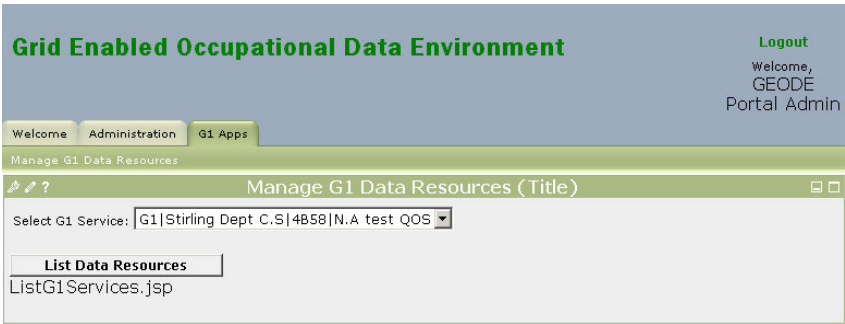 Grid Enabled Occupational Data Environment
Logout
Welcome,
GEODE
Portal Admin
Welcome Administration G1 Apps
Manage G1 Data Resources
? Manage G1 Data Resources (Title)
Select G1 Service: G1|Stirling Dept C.S|4B58|N.A test QOS
List Data Resources
ListG1Services.jsp